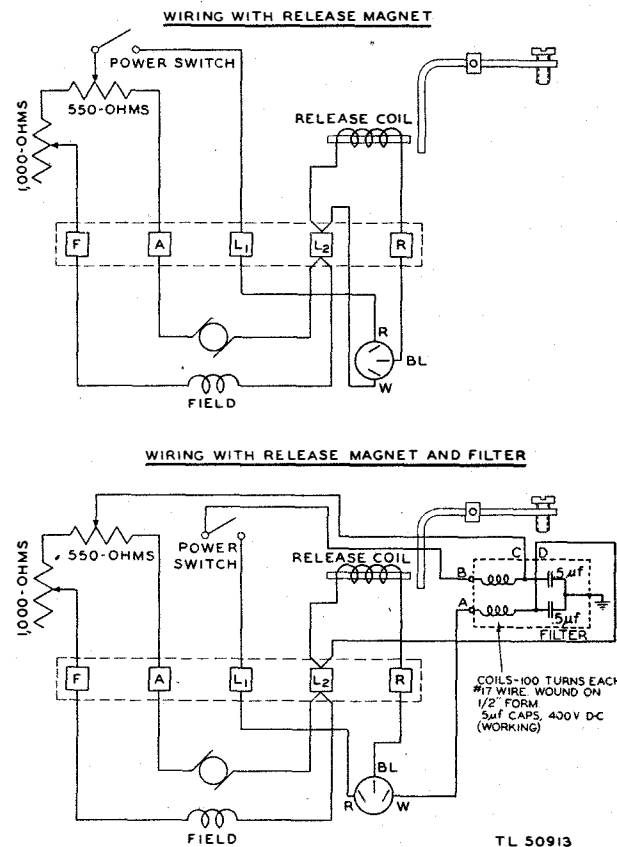 WIRING WITH RELEASE MAGNET
POWER SWITCH
550-OHMS
1,000-OHMS
RELEASE COIL
F
A
L1
L2
R
R
BL
W
FIELD
WIRING WITH RELEASE MAGNET AND FILTER
550-OHMS
POWER
SWITCH
1,000-OHMS
RELEASE COIL
C D
B
.5µf
A
.5µf
FILTER
F
A
L1
L2
R
COILS-100 TURNS EACH
#17 WIRE. WOUND ON
1/2" FORM
.5µf CAPS, 400V D-C
(WORKING)
BL
R
W
FIELD
TL 50913